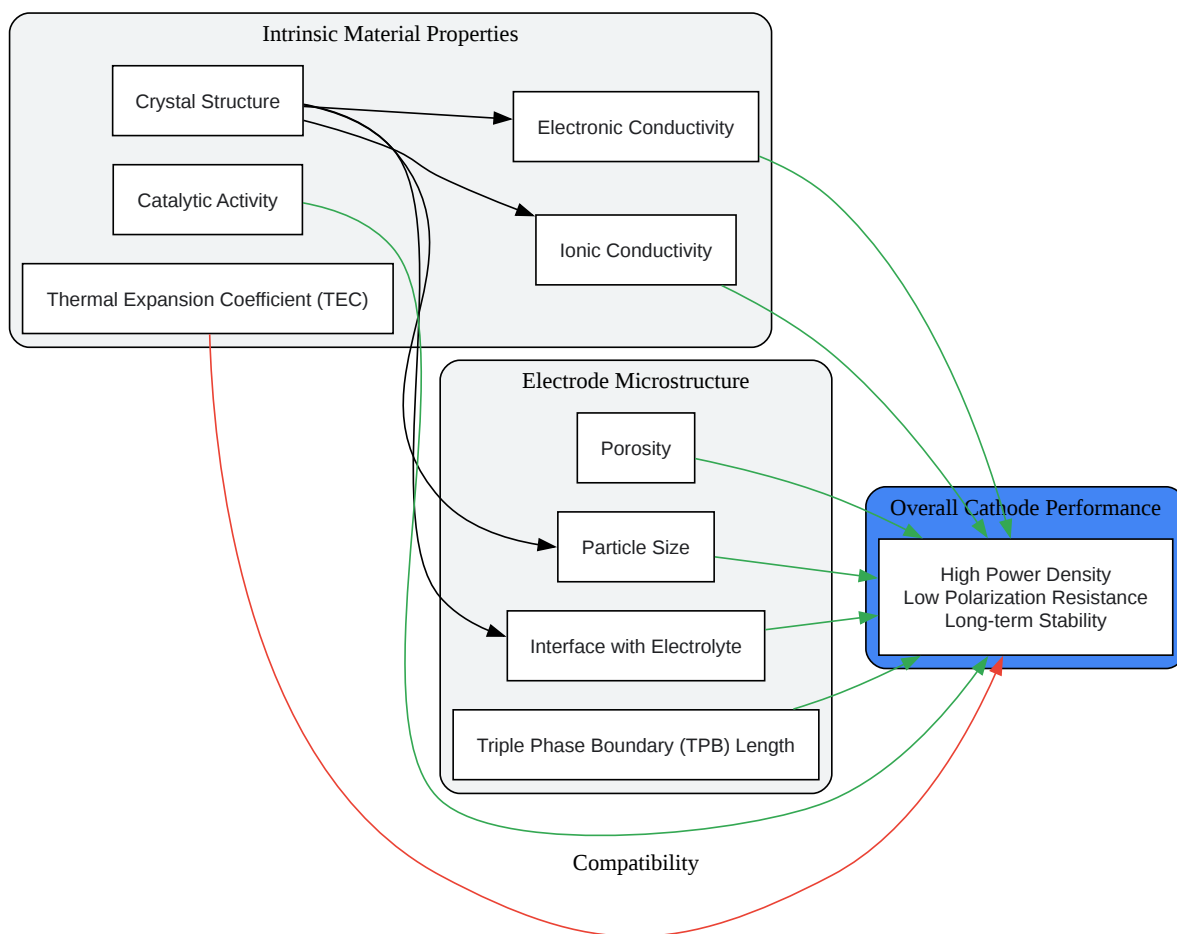 Intrinsic Material Properties
Crystal Structure
Electronic Conductivity
Catalytic Activity
Ionic Conductivity
Thermal Expansion Coefficient (TEC)
Electrode Microstructure
Porosity
Particle Size
Interface with Electrolyte
Triple Phase Boundary (TPB) Length
Overall Cathode Performance
High Power Density
Low Polarization Resistance
Long-term Stability
Compatibility